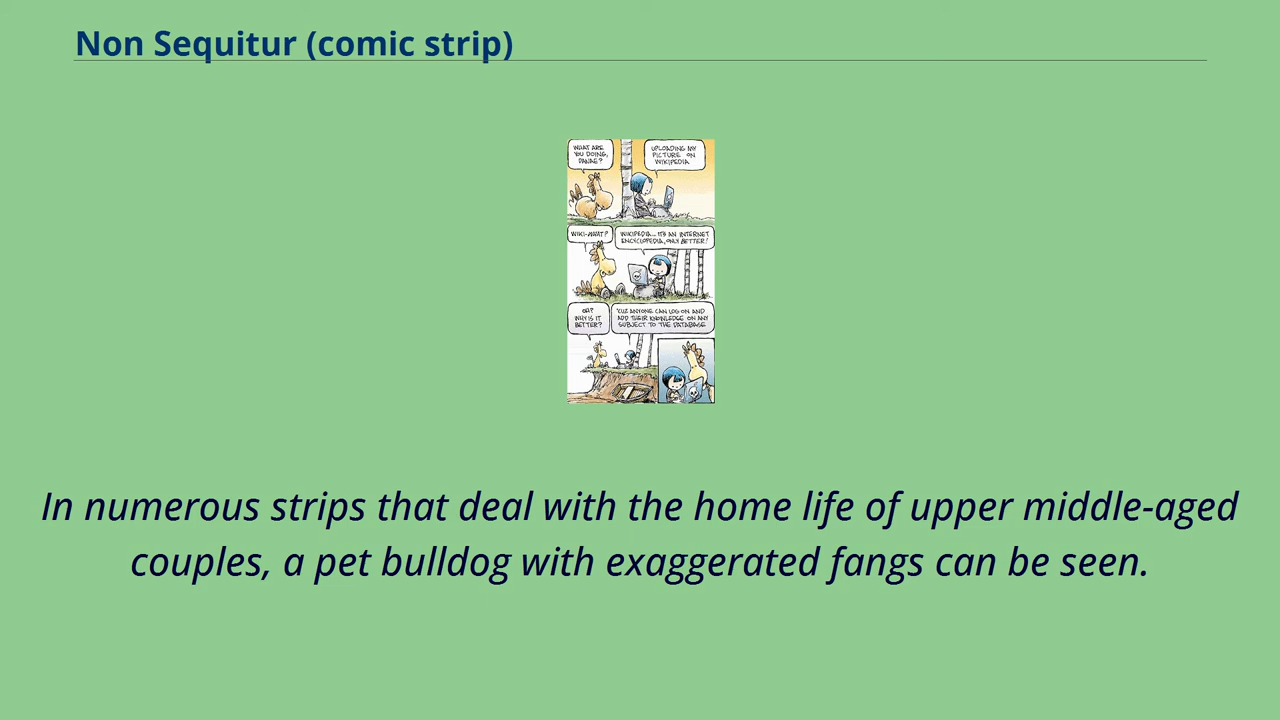 Non Sequitur (comic strip)
WHAT ARE
YOU DOING,
DANAE?
UPLOADING MY
PICTURE ON
WIKIPEDIA
WIKI-WHAT?
WIKIPEDIA... IT'S AN INTERNET
ENCYCLOPEDIA, ONLY BETTER!
OH?
WHY IS IT
BETTER?
'CUZ ANYONE CAN LOG ON AND
ADD THEIR KNOWLEDGE ON ANY
SUBJECT TO THE DATABASE
In numerous strips that deal with the home life of upper middle-aged
couples, a pet bulldog with exaggerated fangs can be seen.